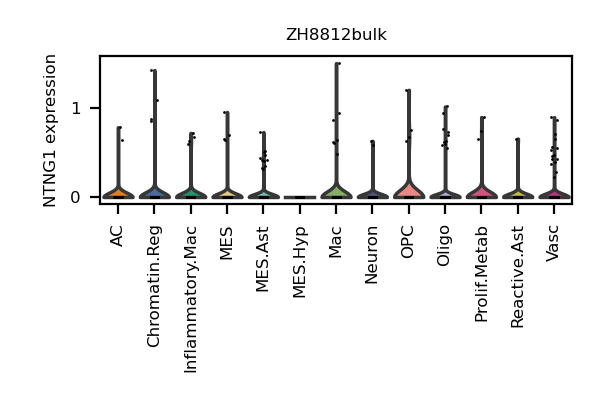 ZH8812bulk
NTNG1 expression
1
0
AC
Chromatin.Reg
Inflammatory.Mac
MES
MES.Ast
MES.Hyp
Mac
Neuron
OPC
Oligo
Prolif.Metab
Reactive.Ast
Vasc